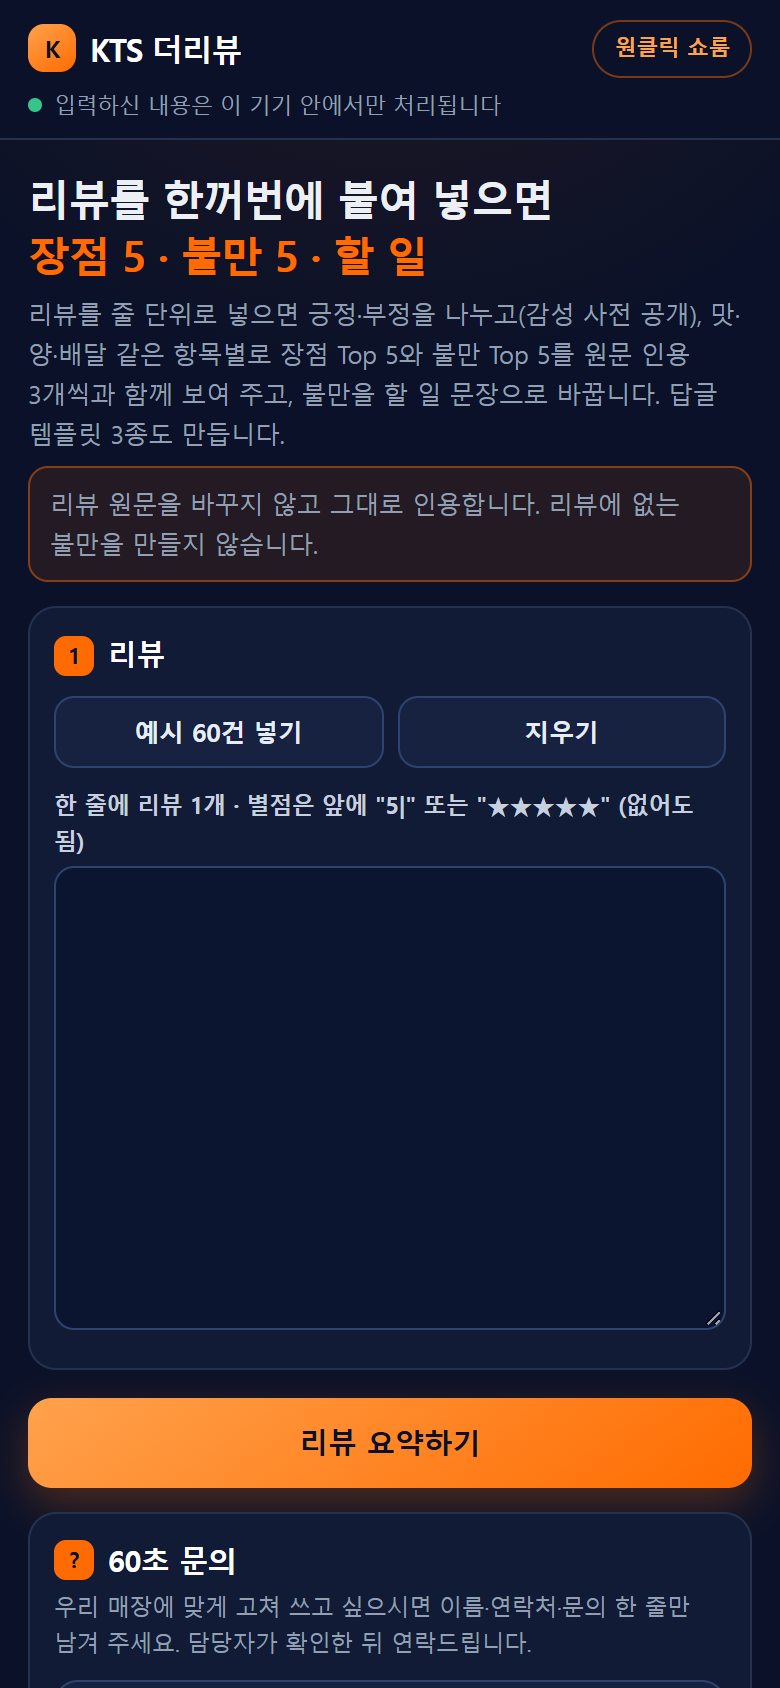 K KTS 더리뷰 원클릭 쇼룸
입력하신 내용은 이 기기 안에서만 처리됩니다
리뷰를 한꺼번에 붙여 넣으면
장점 5 · 불만 5 · 할 일
리뷰를 줄 단위로 넣으면 긍정·부정을 나누고(감성 사전 공개), 맛·
양·배달 같은 항목별로 장점 Top 5와 불만 Top 5를 원문 인용
3개씩과 함께 보여 주고, 불만을 할 일 문장으로 바꿉니다. 답글
템플릿 3종도 만듭니다.
리뷰 원문을 바꾸지 않고 그대로 인용합니다. 리뷰에 없는
불만을 만들지 않습니다.
1 리뷰
예시 60건 넣기 지우기
한 줄에 리뷰 1개 · 별점은 앞에 "5|" 또는 "★★★★★" (없어도
됨)
리뷰 요약하기
? 60초 문의
우리 매장에 맞게 고쳐 쓰고 싶으시면 이름·연락처·문의 한 줄만
남겨 주세요. 담당자가 확인한 뒤 연락드립니다.